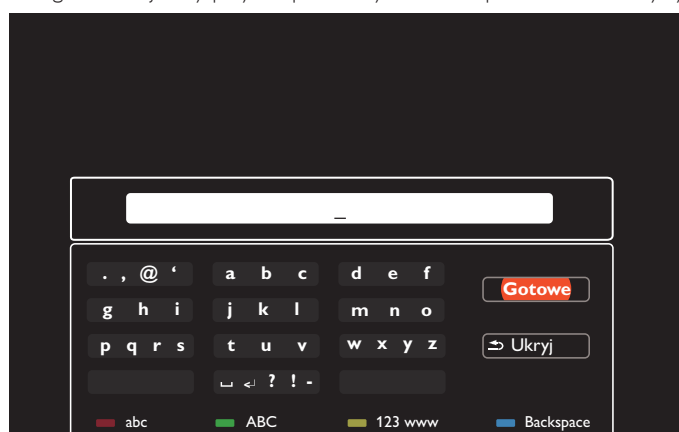 _
. , @ ‘ a b c d e f
Gotowe
g h i j k l m n o
p q r s t u v w x y z
Ukryj
␣ ↲ ? ! -
abc ABC 123 www Backspace